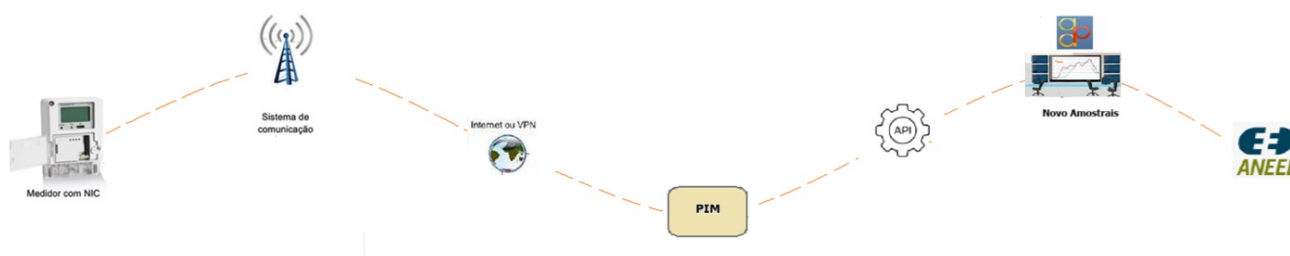 Sistema de
comunicação
Medidor com NIC
Internet ou VPN
PIM
API
Novo Amostrais
ANEEL